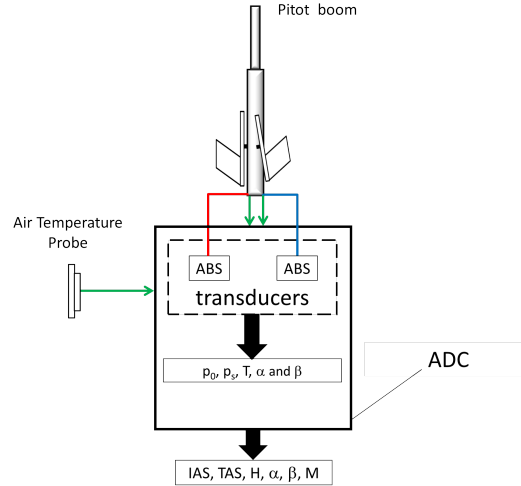 Pitot boom
Air Temperature
Probe
ABS
ABS
transducers
p₀, pₛ, T, α and β
ADC
IAS, TAS, H, α, β, M